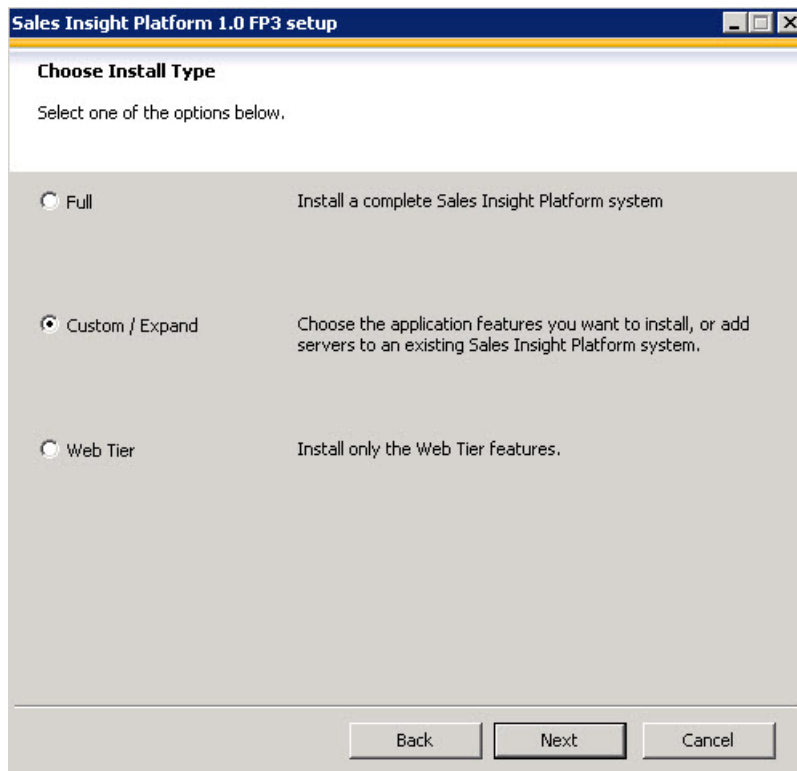 Sales Insight Platform 1.0 FP3 setup
Choose Install Type
Select one of the options below.
Full
Install a complete Sales Insight Platform system
Custom / Expand
Choose the application features you want to install, or add
servers to an existing Sales Insight Platform system.
Web Tier
Install only the Web Tier features.
Back
Next
Cancel